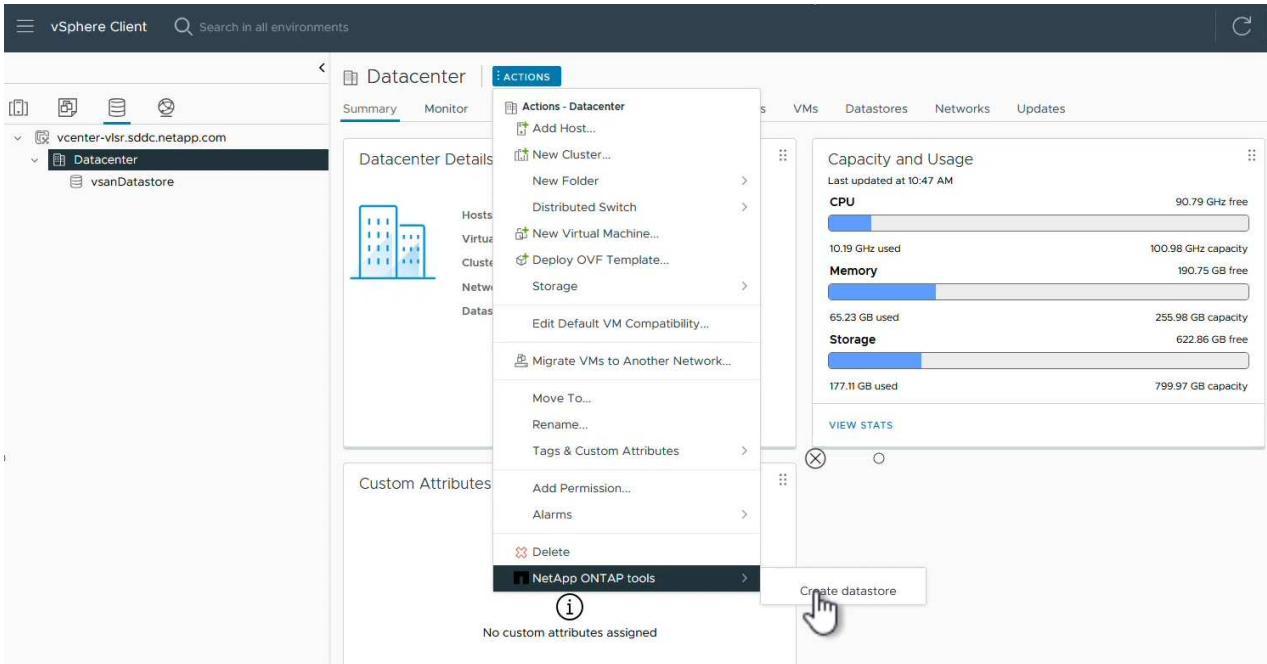 vSphere Client
Search in all environments
vcenter-vlsr.sddc.netapp.com
Datacenter
vsanDatastore
Datacenter
ACTIONS
Summary
Monitor
s
VMs
Datastores
Networks
Updates
Datacenter Details
Hosts
Virtua
Cluste
Netwo
Datas
Actions - Datacenter
Add Host...
New Cluster...
New Folder
Distributed Switch
New Virtual Machine...
Deploy OVF Template...
Storage
Edit Default VM Compatibility...
Migrate VMs to Another Network...
Move To...
Rename...
Tags & Custom Attributes
Add Permission...
Alarms
Delete
NetApp ONTAP tools
Create datastore
Capacity and Usage
Last updated at 10:47 AM
CPU
90.79 GHz free
10.19 GHz used
100.98 GHz capacity
Memory
190.75 GB free
65.23 GB used
255.98 GB capacity
Storage
622.86 GB free
177.11 GB used
799.97 GB capacity
VIEW STATS
Custom Attributes
No custom attributes assigned